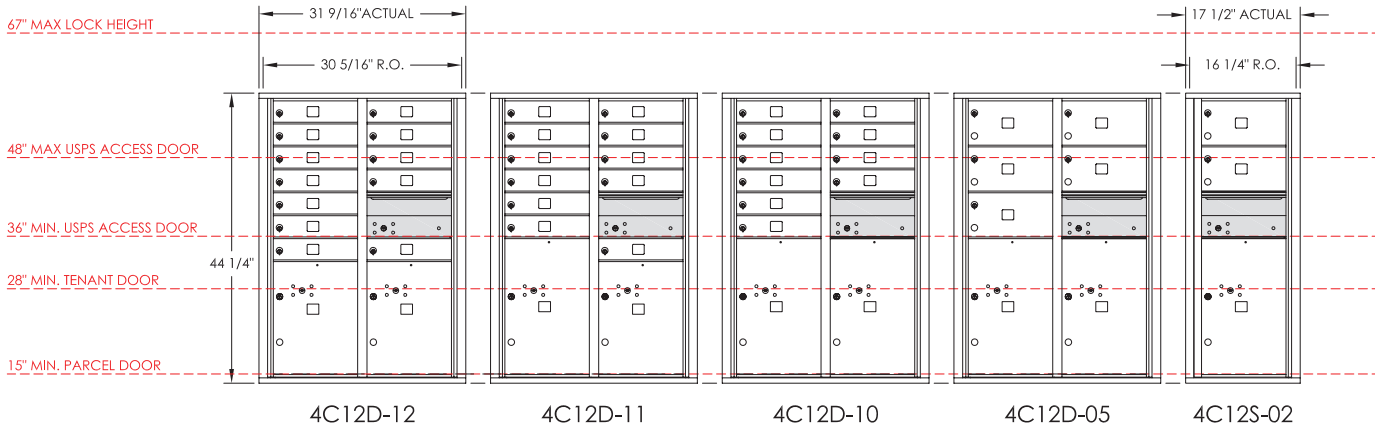 31 9/16"ACTUAL
17 1/2" ACTUAL
67" MAX LOCK HEIGHT
30 5/16" R.O.
16 1/4" R.O.
48" MAX USPS ACCESS DOOR
36" MIN. USPS ACCESS DOOR
44 1/4"
28" MIN. TENANT DOOR
15" MIN. PARCEL DOOR
4C12D-12
4C12D-11
4C12D-10
4C12D-05
4C12S-02